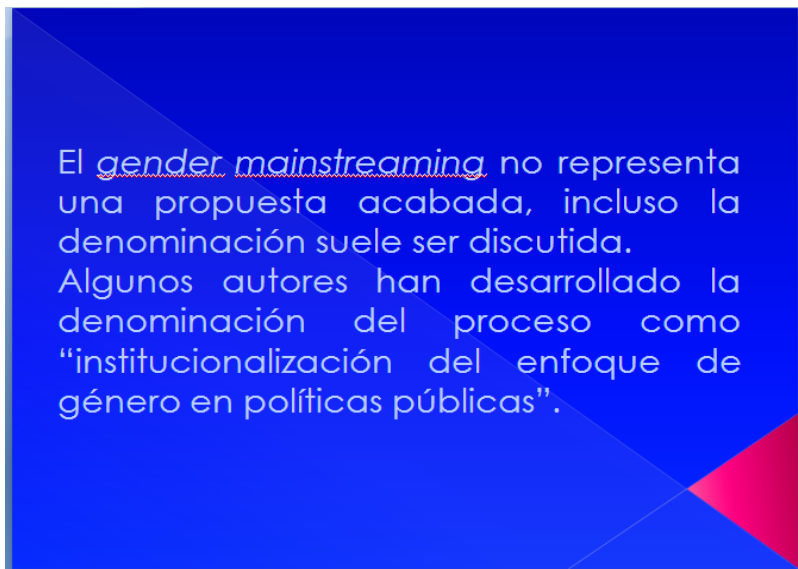 El gender mainstreaming no representa
una propuesta acabada, incluso la
denominación suele ser discutida.
Algunos autores han desarrollado la
denominación del proceso como
“institucionalización del enfoque de
género en políticas públicas”.